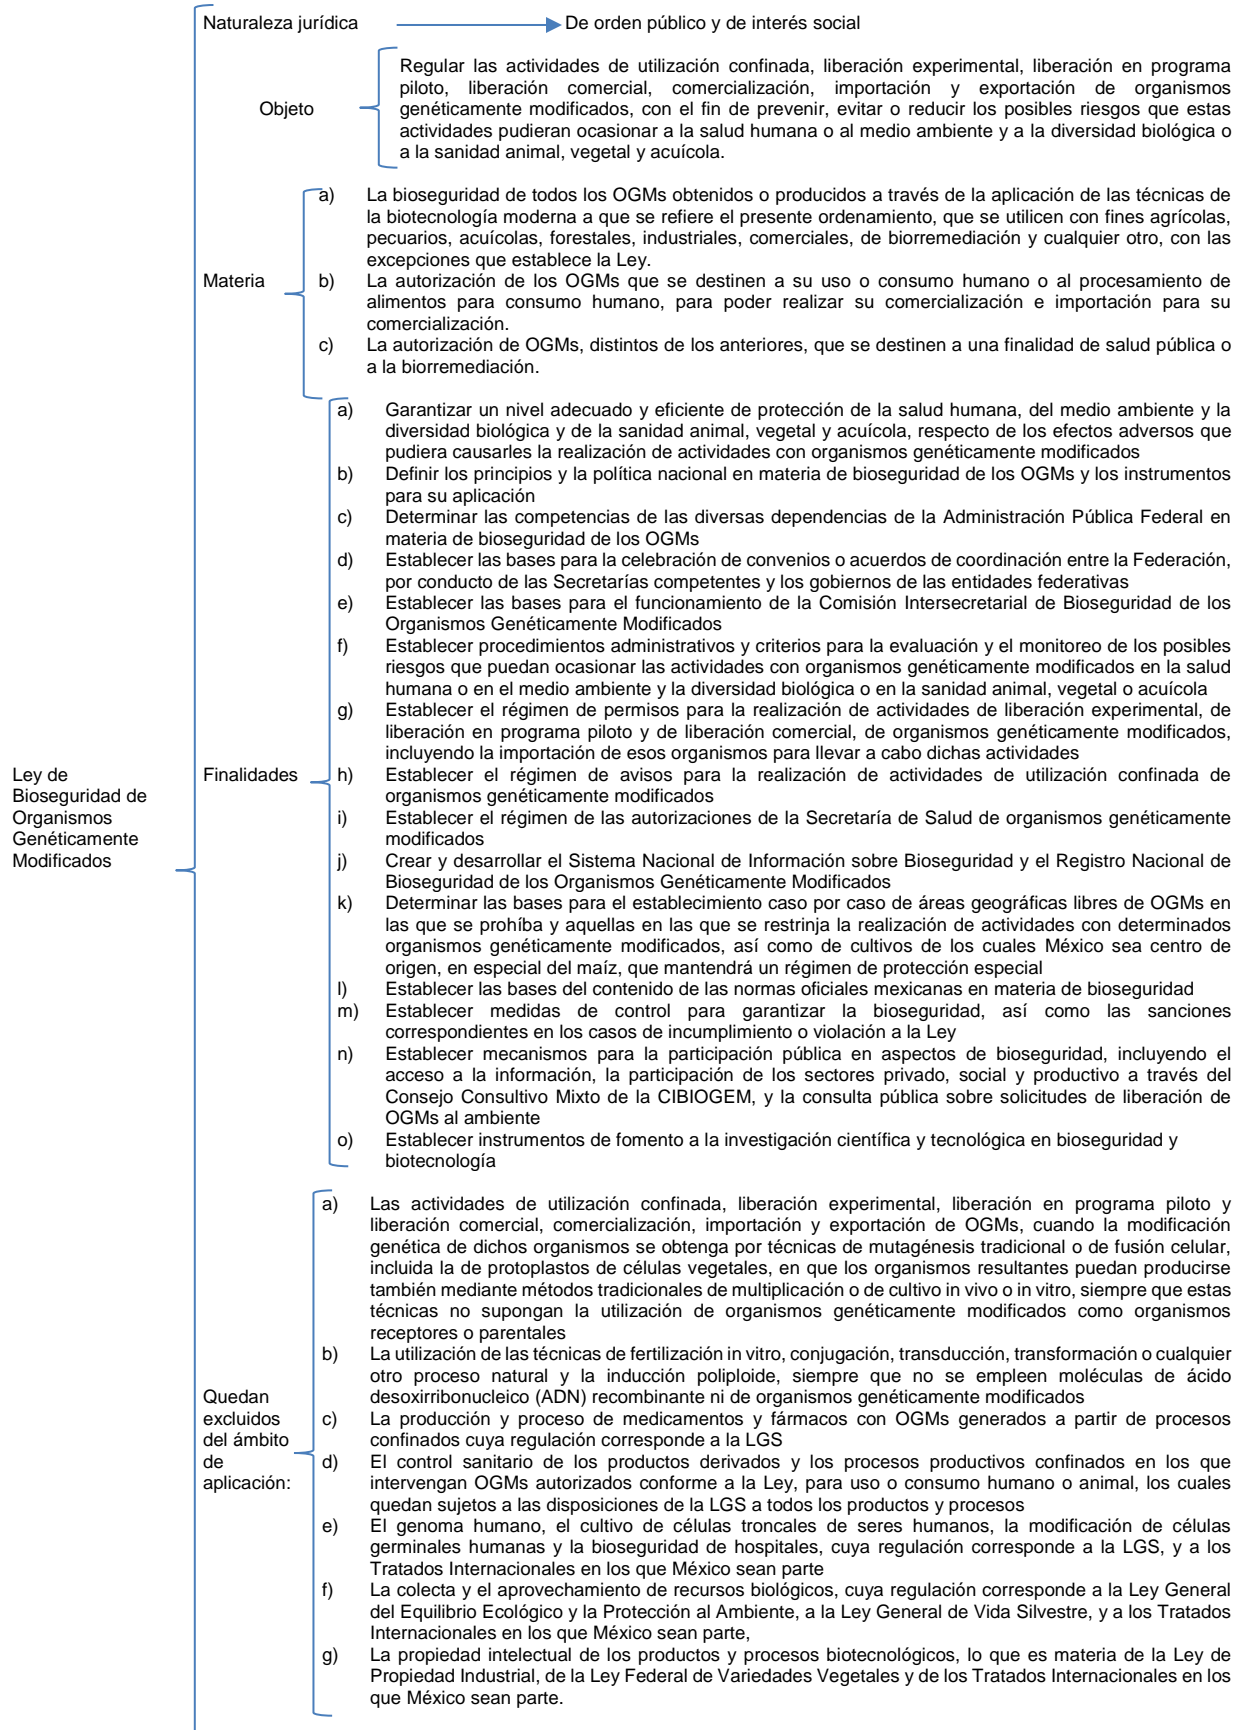 Naturaleza jurídica
De orden público y de interés social
Objeto
Regular las actividades de utilización confinada, liberación experimental, liberación en programa
piloto, liberación comercial, comercialización, importación y exportación de organismos
genéticamente modificados, con el fin de prevenir, evitar o reducir los posibles riesgos que estas
actividades pudieran ocasionar a la salud humana o al medio ambiente y a la diversidad biológica o
a la sanidad animal, vegetal y acuícola.
Materia
a) La bioseguridad de todos los OGMs obtenidos o producidos a través de la aplicación de las técnicas de
la biotecnología moderna a que se refiere el presente ordenamiento, que se utilicen con fines agrícolas,
pecuarios, acuícolas, forestales, industriales, comerciales, de biorremediación y cualquier otro, con las
excepciones que establece la Ley.
b) La autorización de los OGMs que se destinen a su uso o consumo humano o al procesamiento de
alimentos para consumo humano, para poder realizar su comercialización e importación para su
comercialización.
c) La autorización de OGMs, distintos de los anteriores, que se destinen a una finalidad de salud pública o
a la biorremediación.
Ley de
Bioseguridad de
Organismos
Genéticamente
Modificados
Finalidades
a) Garantizar un nivel adecuado y eficiente de protección de la salud humana, del medio ambiente y la
diversidad biológica y de la sanidad animal, vegetal y acuícola, respecto de los efectos adversos que
pudiera causarles la realización de actividades con organismos genéticamente modificados
b) Definir los principios y la política nacional en materia de bioseguridad de los OGMs y los instrumentos
para su aplicación
c) Determinar las competencias de las diversas dependencias de la Administración Pública Federal en
materia de bioseguridad de los OGMs
d) Establecer las bases para la celebración de convenios o acuerdos de coordinación entre la Federación,
por conducto de las Secretarías competentes y los gobiernos de las entidades federativas
e) Establecer las bases para el funcionamiento de la Comisión Intersecretarial de Bioseguridad de los
Organismos Genéticamente Modificados
f) Establecer procedimientos administrativos y criterios para la evaluación y el monitoreo de los posibles
riesgos que puedan ocasionar las actividades con organismos genéticamente modificados en la salud
humana o en el medio ambiente y la diversidad biológica o en la sanidad animal, vegetal o acuícola
g) Establecer el régimen de permisos para la realización de actividades de liberación experimental, de
liberación en programa piloto y de liberación comercial, de organismos genéticamente modificados,
incluyendo la importación de esos organismos para llevar a cabo dichas actividades
h) Establecer el régimen de avisos para la realización de actividades de utilización confinada de
organismos genéticamente modificados
i) Establecer el régimen de las autorizaciones de la Secretaría de Salud de organismos genéticamente
modificados
j) Crear y desarrollar el Sistema Nacional de Información sobre Bioseguridad y el Registro Nacional de
Bioseguridad de los Organismos Genéticamente Modificados
k) Determinar las bases para el establecimiento caso por caso de áreas geográficas libres de OGMs en
las que se prohíba y aquellas en las que se restrinja la realización de actividades con determinados
organismos genéticamente modificados, así como de cultivos de los cuales México sea centro de
origen, en especial del maíz, que mantendrá un régimen de protección especial
l) Establecer las bases del contenido de las normas oficiales mexicanas en materia de bioseguridad
m) Establecer medidas de control para garantizar la bioseguridad, así como las sanciones
correspondientes en los casos de incumplimiento o violación a la Ley
n) Establecer mecanismos para la participación pública en aspectos de bioseguridad, incluyendo el
acceso a la información, la participación de los sectores privado, social y productivo a través del
Consejo Consultivo Mixto de la CIBIOGEM, y la consulta pública sobre solicitudes de liberación de
OGMs al ambiente
o) Establecer instrumentos de fomento a la investigación científica y tecnológica en bioseguridad y
biotecnología
Quedan
excluidos
del ámbito
de
aplicación:
a) Las actividades de utilización confinada, liberación experimental, liberación en programa piloto y
liberación comercial, comercialización, importación y exportación de OGMs, cuando la modificación
genética de dichos organismos se obtenga por técnicas de mutagénesis tradicional o de fusión celular,
incluida la de protoplastos de células vegetales, en que los organismos resultantes puedan producirse
también mediante métodos tradicionales de multiplicación o de cultivo in vivo o in vitro, siempre que estas
técnicas no supongan la utilización de organismos genéticamente modificados como organismos
receptores o parentales
b) La utilización de las técnicas de fertilización in vitro, conjugación, transducción, transformación o cualquier
otro proceso natural y la inducción poliploide, siempre que no se empleen moléculas de ácido
desoxirribonucleico (ADN) recombinante ni de organismos genéticamente modificados
c) La producción y proceso de medicamentos y fármacos con OGMs generados a partir de procesos
confinados cuya regulación corresponde a la LGS
d) El control sanitario de los productos derivados y los procesos productivos confinados en los que
intervengan OGMs autorizados conforme a la Ley, para uso o consumo humano o animal, los cuales
quedan sujetos a las disposiciones de la LGS a todos los productos y procesos
e) El genoma humano, el cultivo de células troncales de seres humanos, la modificación de células
germinales humanas y la bioseguridad de hospitales, cuya regulación corresponde a la LGS, y a los
Tratados Internacionales en los que México sean parte
f) La colecta y el aprovechamiento de recursos biológicos, cuya regulación corresponde a la Ley General
del Equilibrio Ecológico y la Protección al Ambiente, a la Ley General de Vida Silvestre, y a los Tratados
Internacionales en los que México sean parte,
g) La propiedad intelectual de los productos y procesos biotecnológicos, lo que es materia de la Ley de
Propiedad Industrial, de la Ley Federal de Variedades Vegetales y de los Tratados Internacionales en los
que México sean parte.